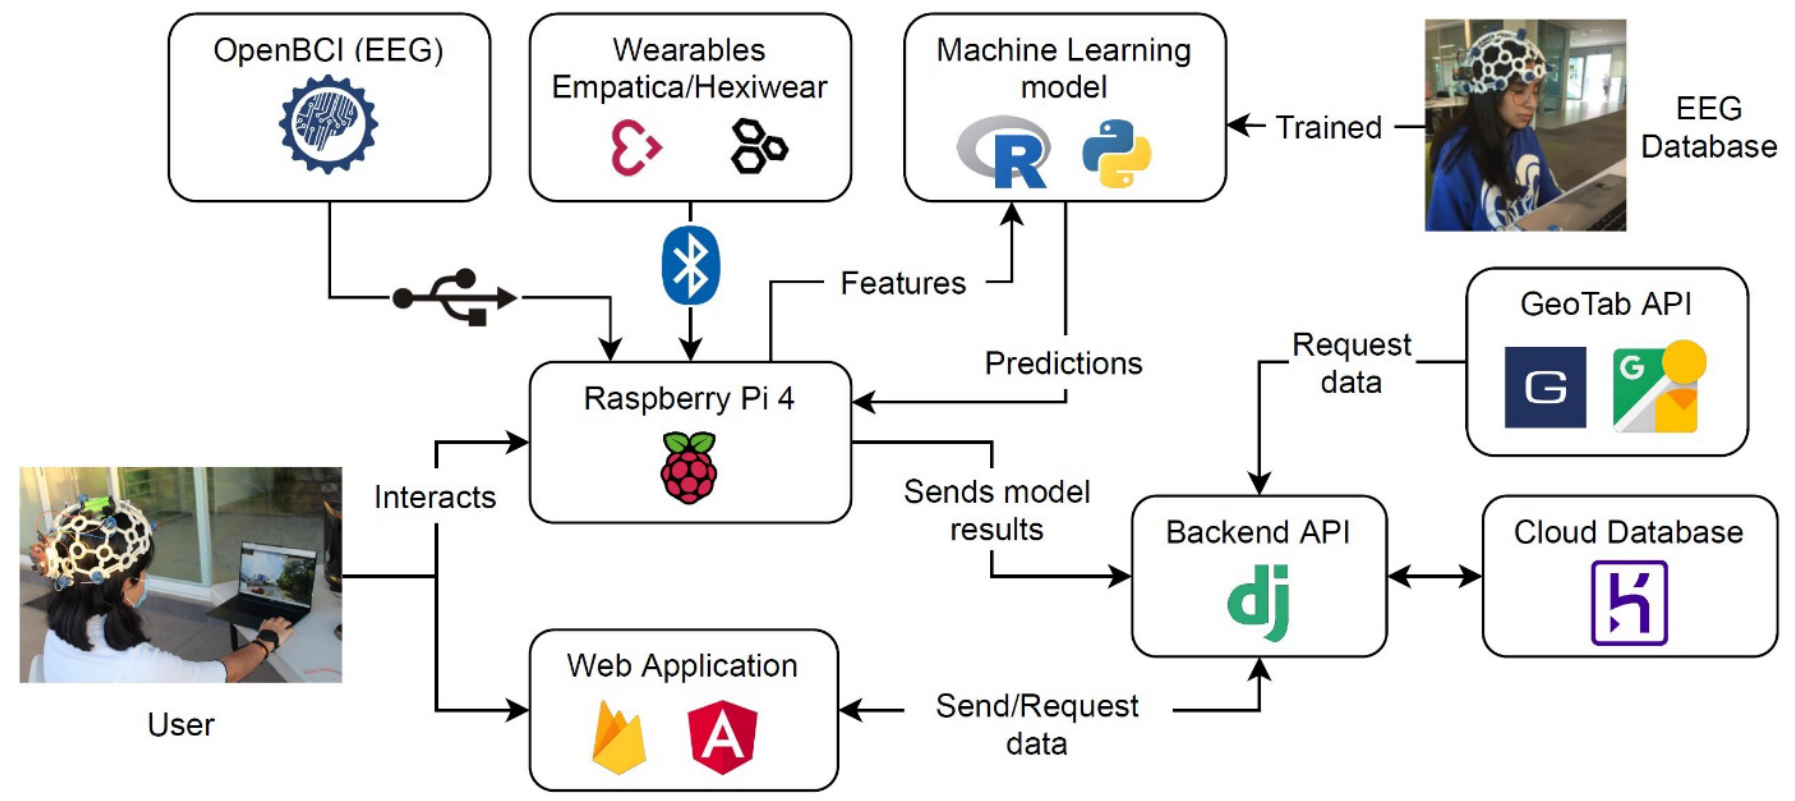 OpenBCI (EEG)
Wearables
Empatica/Hexiwear
Machine Learning
model
R
Trained
EEG
Database
Features
Predictions
GeoTab API
G
G
Request
data
Raspberry Pi 4
Interacts
Sends model
results
Backend API
dj
Cloud Database
User
Web Application
A
Send/Request
data